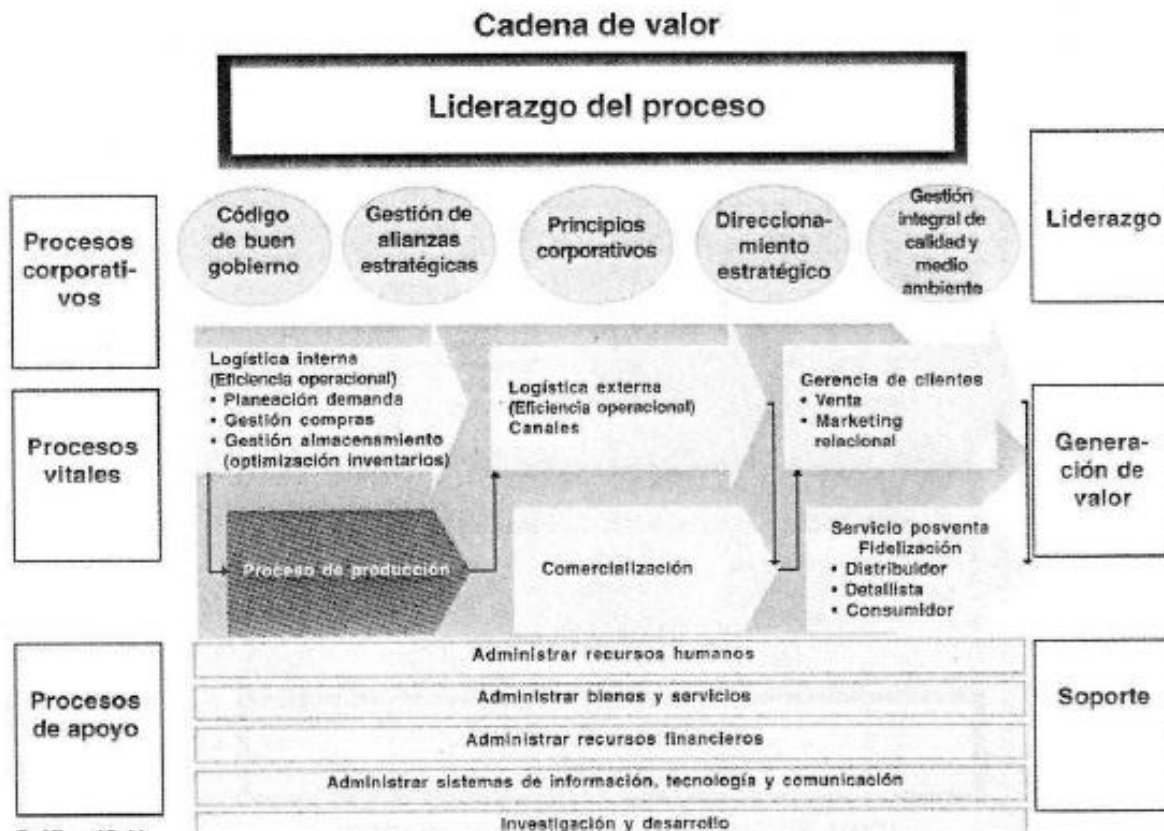 Cadena de valor
Liderazgo del proceso
Procesos
corporati-
vos
Código
de buen
gobierno
Gestión de
alianzas
estratégicas
Principios
corporativos
Direcciona-
miento
estratégico
Gestión
integral de
calidad y
medio
ambiente
Liderazgo
Procesos
vitales
Logística interna
(Eficiencia operacional)
• Planeación demanda
• Gestión compras
• Gestión almacenamiento
(optimización inventarios)
Logística externa
(Eficiencia operacional)
Canales
Gerencia de clientes
• Venta
• Marketing
relacional
Proceso de producción
Comercialización
Servicio posventa
Fidelización
• Distribuidor
• Detallista
• Consumidor
Genera-
ción de
valor
Procesos
de apoyo
Administrar recursos humanos
Administrar bienes y servicios
Administrar recursos financieros
Administrar sistemas de información, tecnología y comunicación
Investigación y desarrollo
Soporte